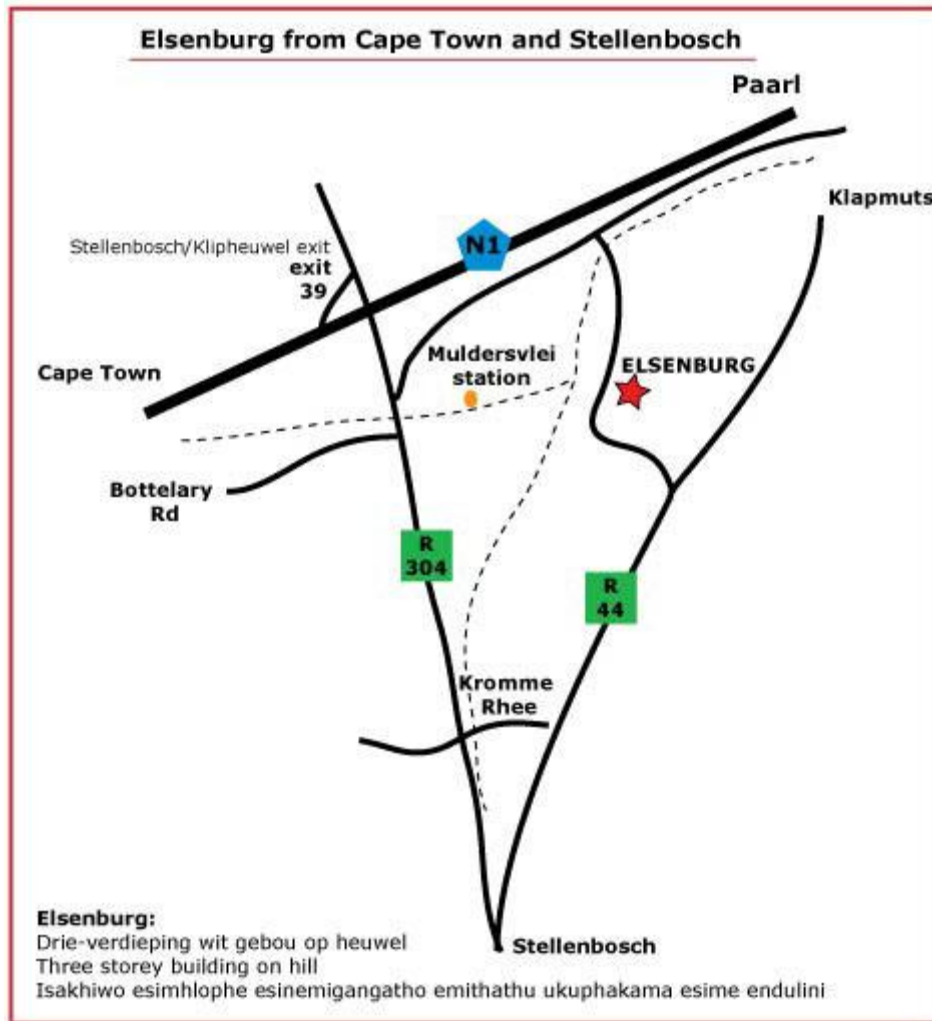 Elsenburg from Cape Town and Stellenbosch
Paarl
Klapmuts
Stellenbosch/Klipheuwel exit
exit
39
N1
Cape Town
Muldersvlei
station
ELSENBURG
Bottelary
Rd
R
304
R
44
Kromme
Rhee
Stellenbosch
Elsenburg:
Drie-verdieping wit gebou op heuwel
Three storey building on hill
Isakhiwo esimhlophe esinemigangatho emithathu ukuphakama esime endulini